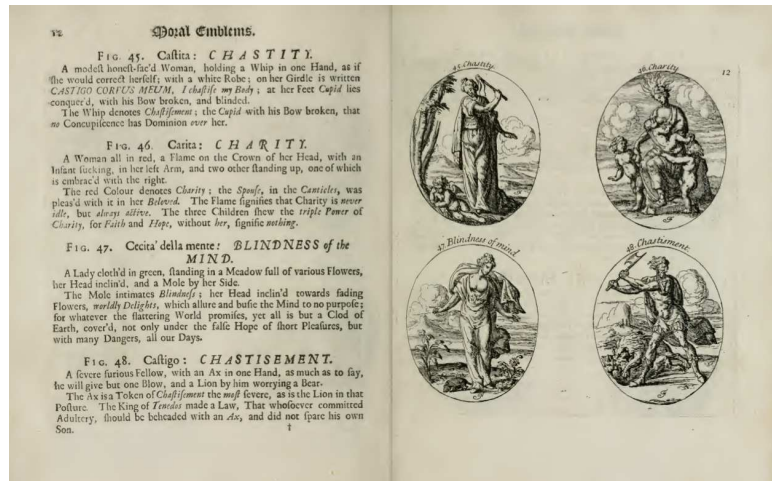 12
Moral Emblems.
FIG. 45. Caſtita: CHASTITY.
A modeſt honeſt-fac'd Woman, holding a Whip in one Hand, as if
ſhe would correct herſelf; with a white Robe; on her Girdle is written
CASTIGO CORPUS MEUM, I chaſtiſe my Body; at her Feet Cupid lies
conquer'd, with his Bow broken, and blinded.
The Whip denotes Chaſtiſement; the Cupid with his Bow broken, that
no Concupiſcence has Dominion over her.
FIG. 46. Carita: CHARITY.
A Woman all in red, a Flame on the Crown of her Head, with an
Infant ſucking, in her left Arm, and two other ſtanding up, one of which
is embrac'd with the right.
The red Colour denotes Charity; the Spouſe, in the Canticles, was
pleas'd with it in her Beloved. The Flame ſignifies that Charity is never
idle, but always active. The three Children ſhew the triple Power of
Charity, for Faith and Hope, without her, ſignifie nothing.
FIG. 47. Cecita' della mente: BLINDNESS of the
MIND.
A Lady cloth'd in green, ſtanding in a Meadow full of various Flowers,
her Head inclin'd, and a Mole by her Side.
The Mole intimates Blindneſs; her Head inclin'd towards fading
Flowers, worldly Delights, which allure and buſie the Mind to no purpoſe;
for whatever the flattering World promiſes, yet all is but a Clod of
Earth, cover'd, not only under the falſe Hope of ſhort Pleaſures, but
with many Dangers, all our Days.
FIG. 48. Caſtigo: CHASTISEMENT.
A ſevere furious Fellow, with an Ax in one Hand, as much as to ſay,
he will give but one Blow, and a Lion by him worrying a Bear.
The Ax is a Token of Chaſtiſement the moſt ſevere, as is the Lion in that
Poſture. The King of Tenedos made a Law, That whoſoever committed
Adultery, ſhould be beheaded with an Ax, and did not ſpare his own
Son. †
45 Chastity.
46. Charity
12
47. Blindness of mind
48. Chastisment.